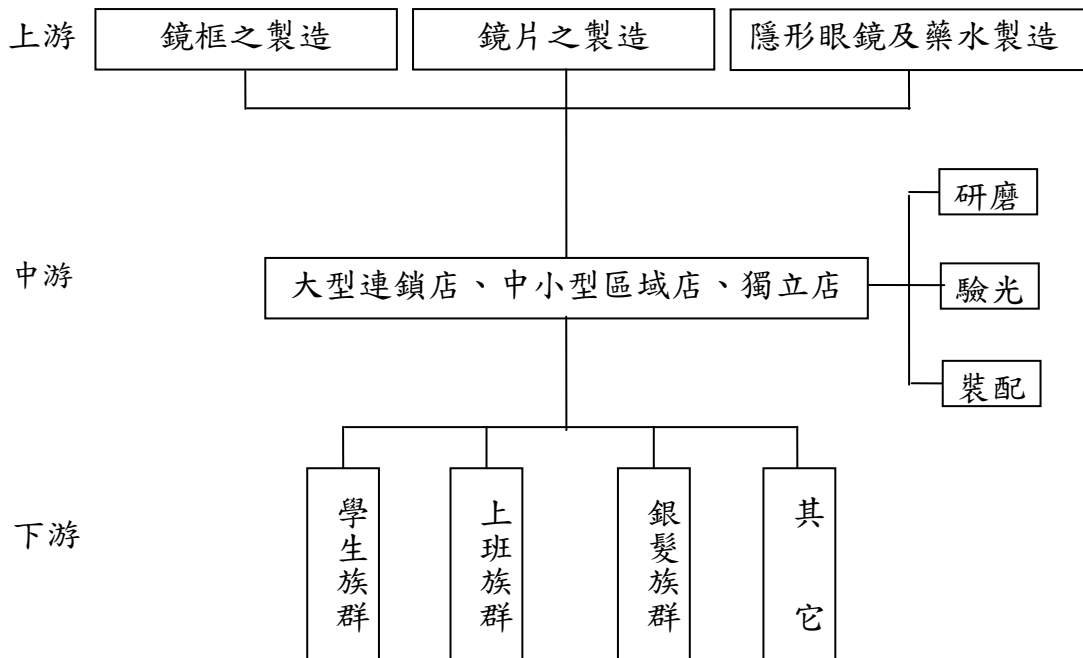 上游
鏡框之製造
鏡片之製造
隱形眼鏡及藥水製造
研磨
中游
大型連鎖店、中小型區域店、獨立店
驗光
裝配
下游
學生族群
上班族群
銀髮族群
其它